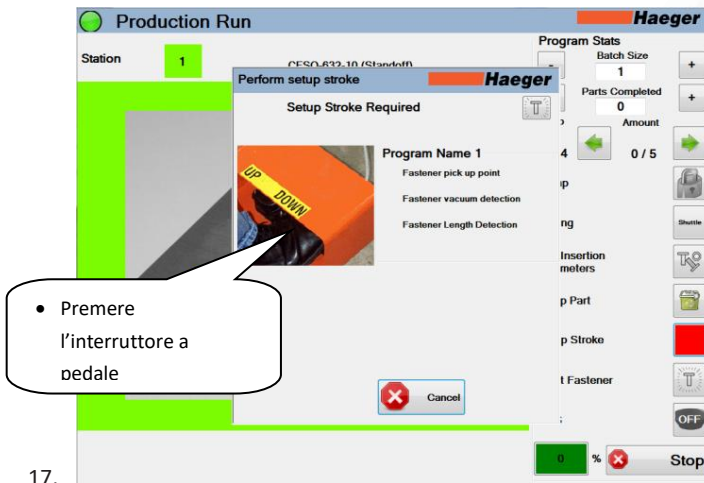 Production Run
Haeger
Station
1
CFSO-632-10 (Standoff)
Program Stats
Batch Size
-
1
+
Parts Completed
0
+
Amount
4
0 / 5
Perform setup stroke
Haeger
Setup Stroke Required
T
UP DOWN
Program Name 1
Fastener pick up point
Fastener vacuum detection
Fastener Length Detection
Cancel
Shuttle
Insertion
meters
p Part
p Stroke
t Fastener
T
OFF
0
%
Stop
• Premere
l’interruttore a
pedale
17.